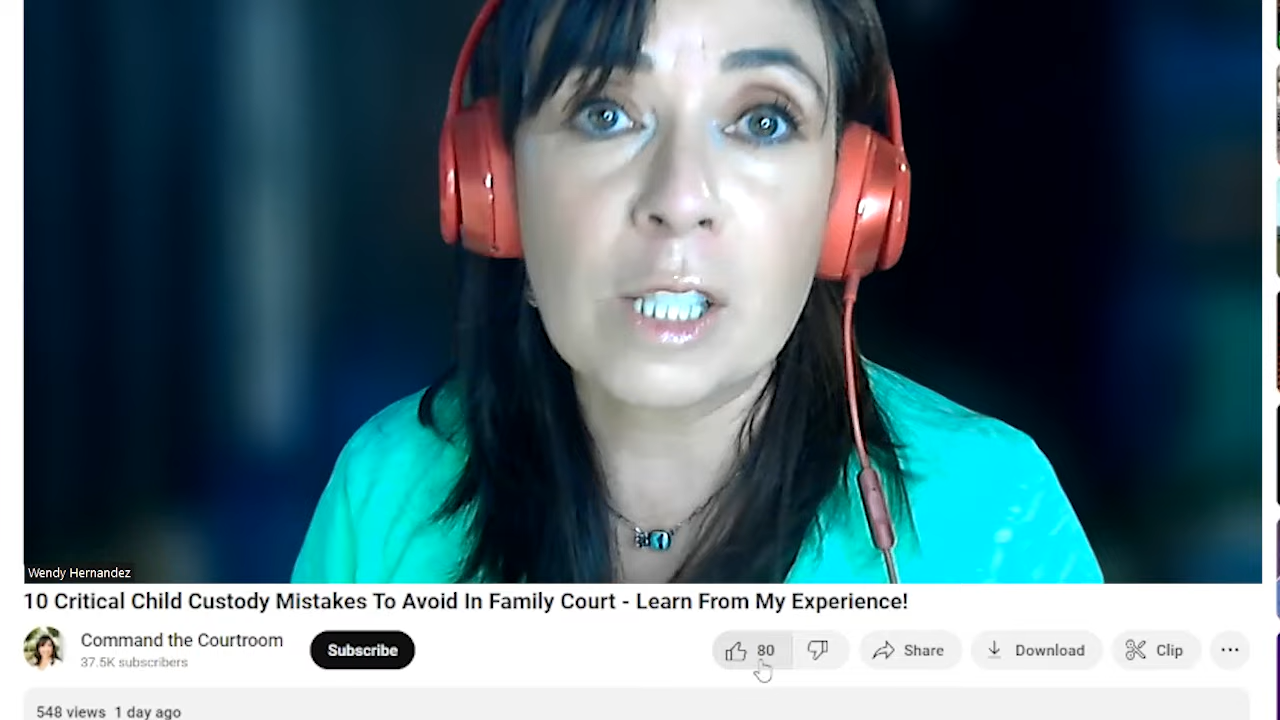 Wendy Hernandez
10 Critical Child Custody Mistakes To Avoid In Family Court - Learn From My Experience!
Command the Courtroom
37.5K subscribers
Subscribe
80
Share
Download
Clip
548 views 1 day ago